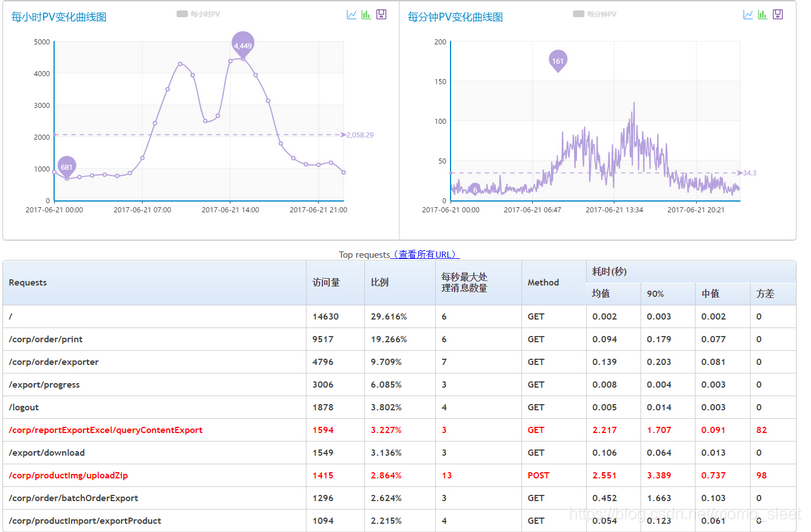 每小时PV变化曲线图
每小时PV
5000
4000
3000
2000
1000
0
4,449
681
2,058.29
2017-06-21 00:00
2017-06-21 07:00
2017-06-21 14:00
2017-06-21 21:00
每分钟PV变化曲线图
每分钟PV
200
150
100
50
0
161
34.3
2017-06-21 00:00
2017-06-21 06:47
2017-06-21 13:34
2017-06-21 20:21
Top requests（查看所有URL）
Requests 访问量 比例 每秒最大处理消息数量 Method 耗时(秒)
均值 90% 中值 方差
/ 14630 29.616% 6 GET 0.002 0.003 0.002 0
/corp/order/print 9517 19.266% 6 GET 0.094 0.179 0.077 0
/corp/order/exporter 4796 9.709% 7 GET 0.139 0.203 0.081 0
/export/progress 3006 6.085% 3 GET 0.008 0.004 0.003 0
/logout 1878 3.802% 4 GET 0.005 0.014 0.003 0
/corp/reportExportExcel/queryContentExport 1594 3.227% 3 GET 2.217 1.707 0.091 82
/export/download 1549 3.136% 3 GET 0.106 0.064 0.013 0
/corp/productImg/uploadZip 1415 2.864% 13 POST 2.551 3.389 0.737 98
/corp/order/batchOrderExport 1296 2.624% 3 GET 0.452 1.663 0.103 0
/corp/productImport/exportProduct 1094 2.215% 4 GET 0.054 0.123 0.061 0